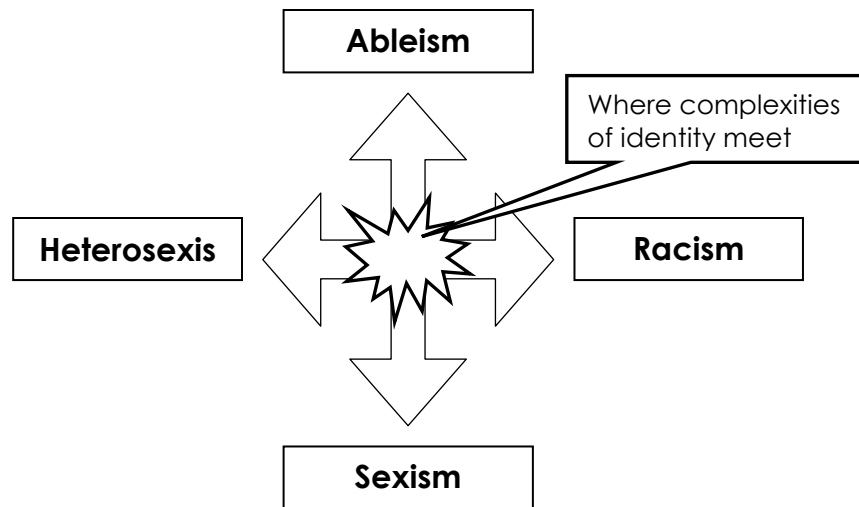 Ableism
Where complexities
of identity meet
Heterosexis
Racism
Sexism